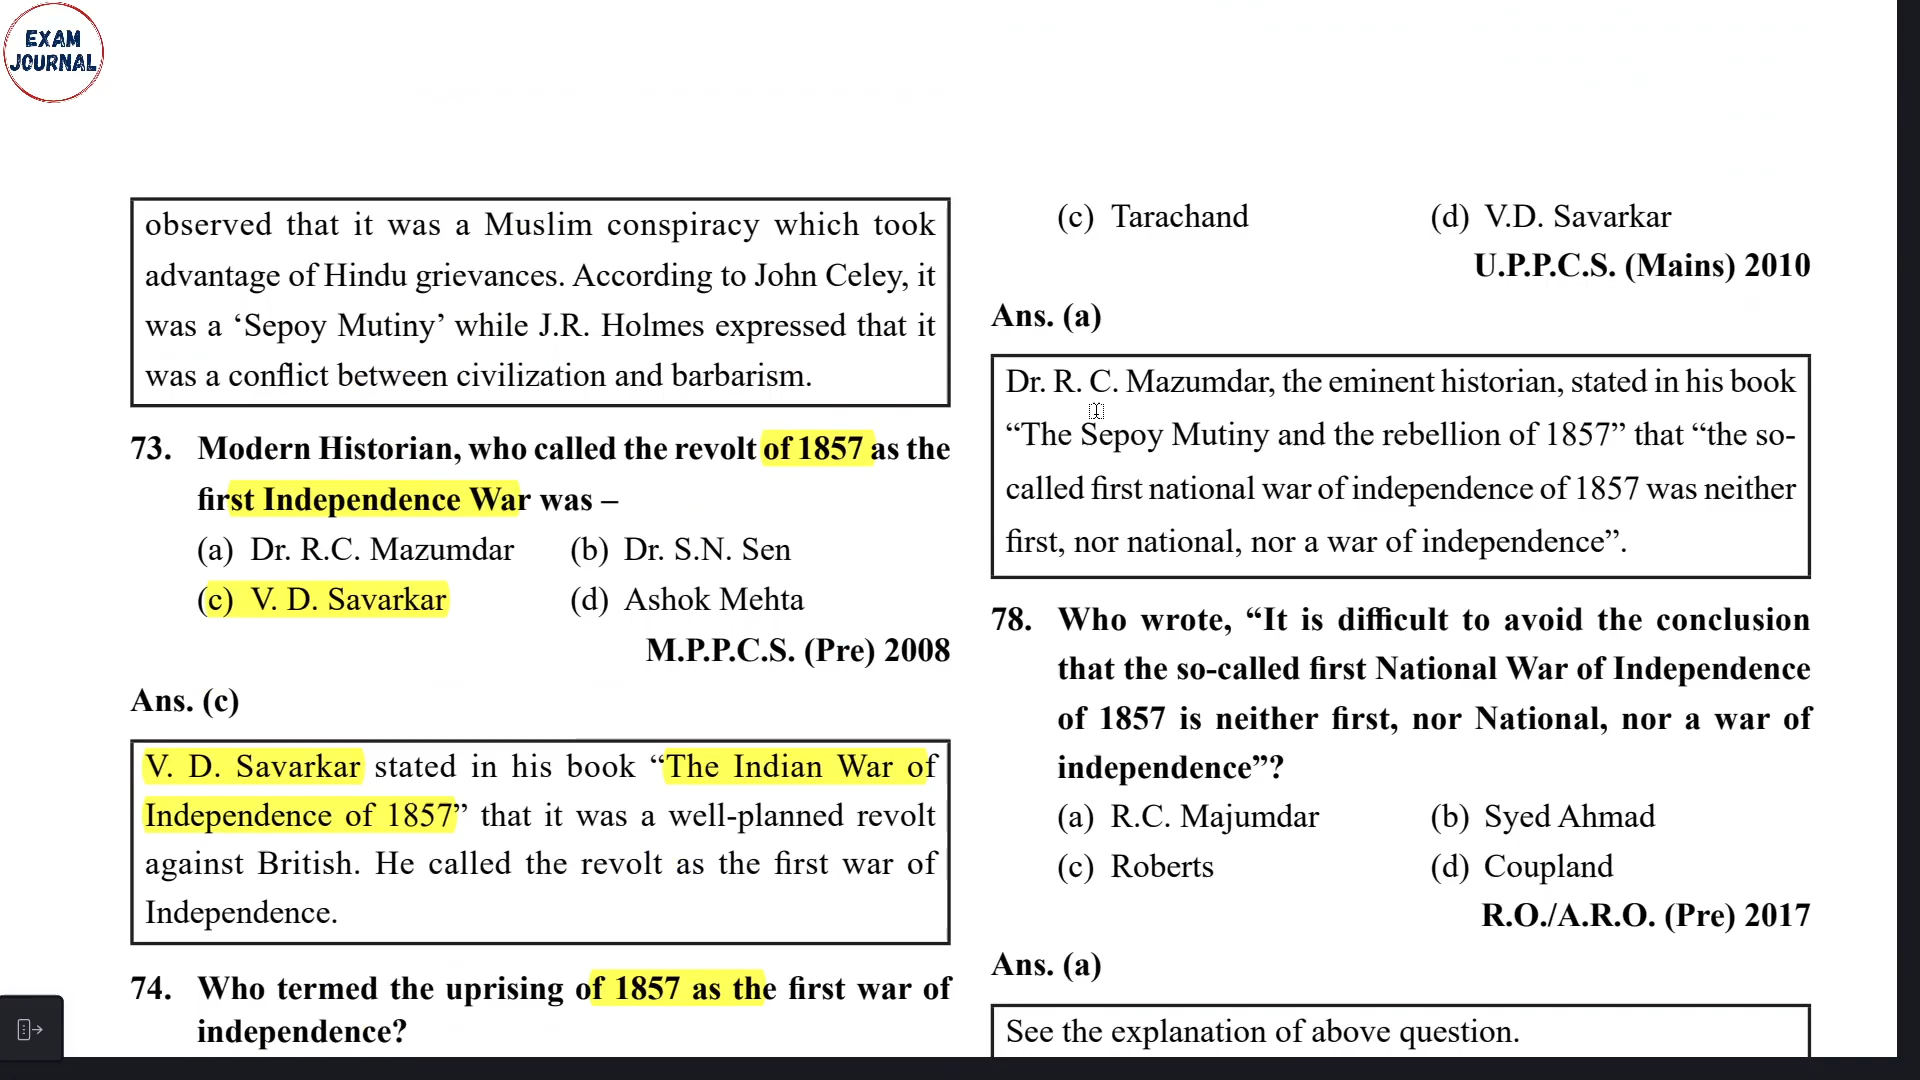 EXAM
JOURNAL
observed that it was a Muslim conspiracy which took
advantage of Hindu grievances. According to John Celey, it
was a ‘Sepoy Mutiny’ while J.R. Holmes expressed that it
was a conflict between civilization and barbarism.
73. Modern Historian, who called the revolt of 1857 as the
first Independence War was –
(a) Dr. R.C. Mazumdar (b) Dr. S.N. Sen
(c) V. D. Savarkar (d) Ashok Mehta
M.P.P.C.S. (Pre) 2008
Ans. (c)
V. D. Savarkar stated in his book “The Indian War of
Independence of 1857” that it was a well-planned revolt
against British. He called the revolt as the first war of
Independence.
74. Who termed the uprising of 1857 as the first war of
independence?
(c) Tarachand (d) V.D. Savarkar
U.P.P.C.S. (Mains) 2010
Ans. (a)
Dr. R. C. Mazumdar, the eminent historian, stated in his book
“The Sepoy Mutiny and the rebellion of 1857” that “the so-
called first national war of independence of 1857 was neither
first, nor national, nor a war of independence”.
78. Who wrote, “It is difficult to avoid the conclusion
that the so-called first National War of Independence
of 1857 is neither first, nor National, nor a war of
independence”?
(a) R.C. Majumdar (b) Syed Ahmad
(c) Roberts (d) Coupland
R.O./A.R.O. (Pre) 2017
Ans. (a)
See the explanation of above question.